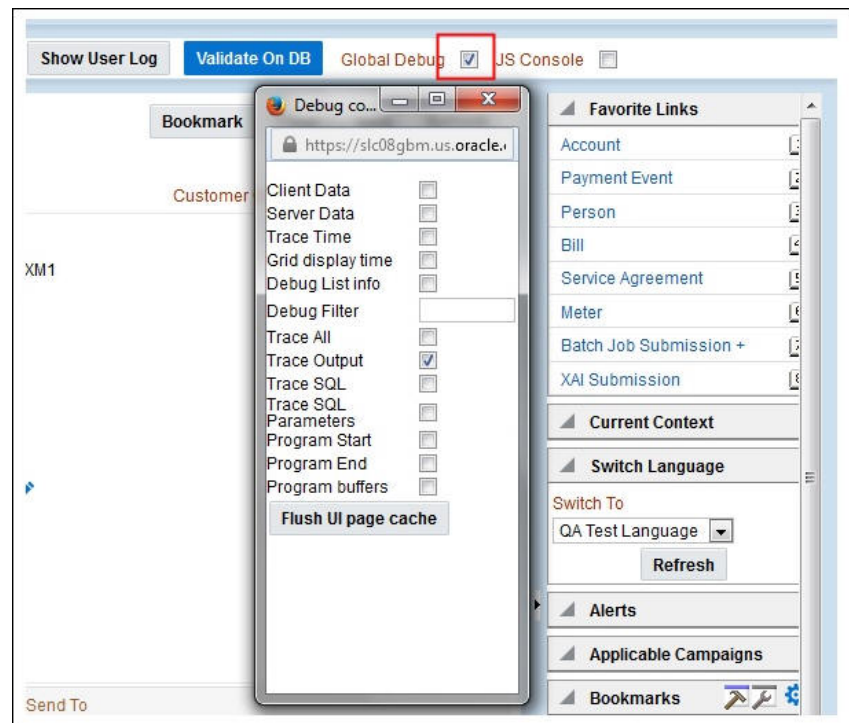 Show User Log Validate On DB Global Debug JS Console
Bookmark
Customer
XM1
Send To
Debug co...
https://slc08gbm.us.oracle.
Client Data
Server Data
Trace Time
Grid display time
Debug List info
Debug Filter
Trace All
Trace Output
Trace SQL
Trace SQL
Parameters
Program Start
Program End
Program buffers
Flush UI page cache
Favorite Links
Account
Payment Event
Person
Bill
Service Agreement
Meter
Batch Job Submission +
XAI Submission
Current Context
Switch Language
Switch To
QA Test Language
Refresh
Alerts
Applicable Campaigns
Bookmarks